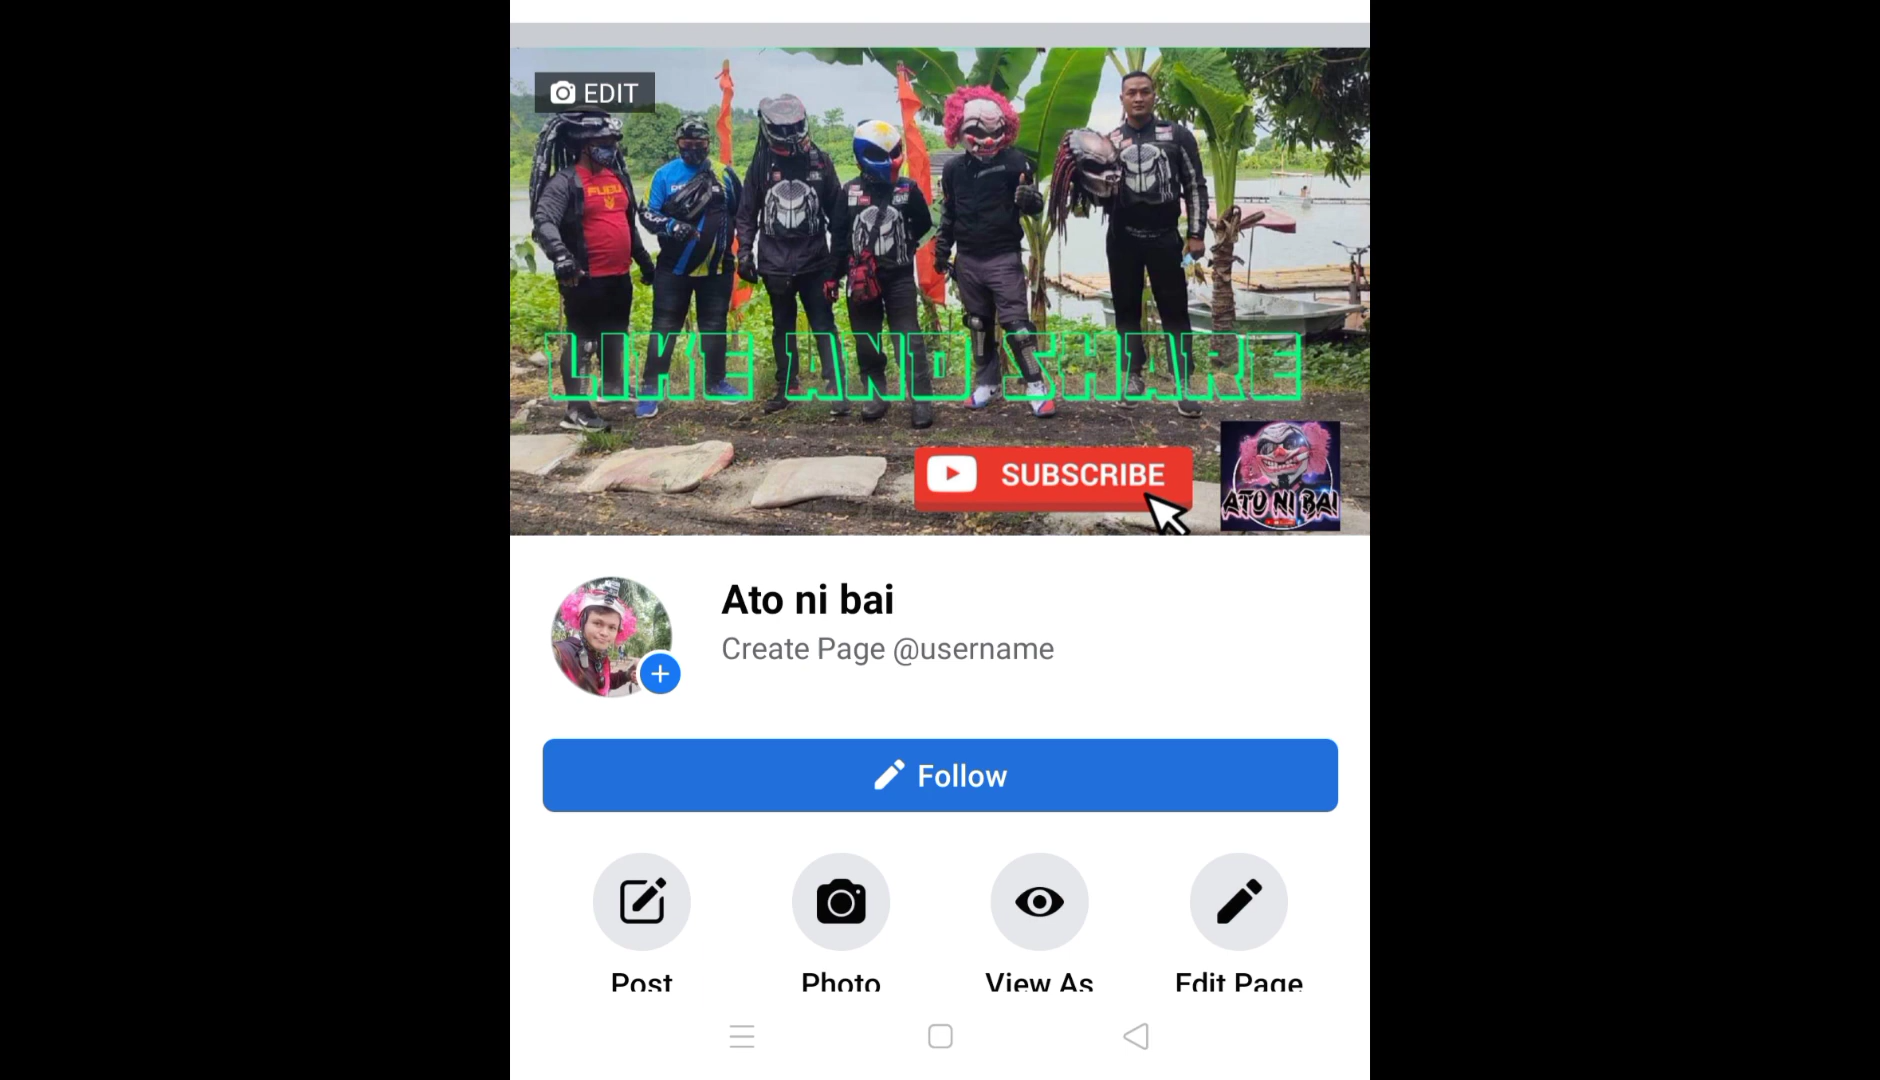 EDIT
FUBU
LIKE AND SHARE
SUBSCRIBE
ATO NI BAI
Ato ni bai
Create Page @username
Follow
Post
Photo
View As
Edit Page